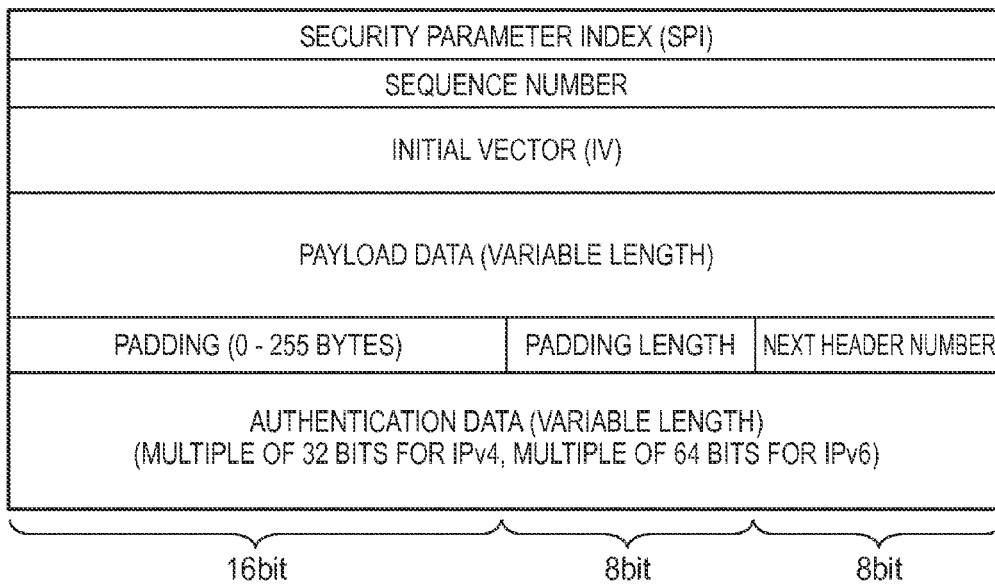 SECURITY PARAMETER INDEX (SPI)
SEQUENCE NUMBER
INITIAL VECTOR (IV)
PAYLOAD DATA (VARIABLE LENGTH)
PADDING (0 - 255 BYTES) PADDING LENGTH NEXT HEADER NUMBER
AUTHENTICATION DATA (VARIABLE LENGTH)
(MULTIPLE OF 32 BITS FOR IPv4, MULTIPLE OF 64 BITS FOR IPv6)
16bit 8bit 8bit